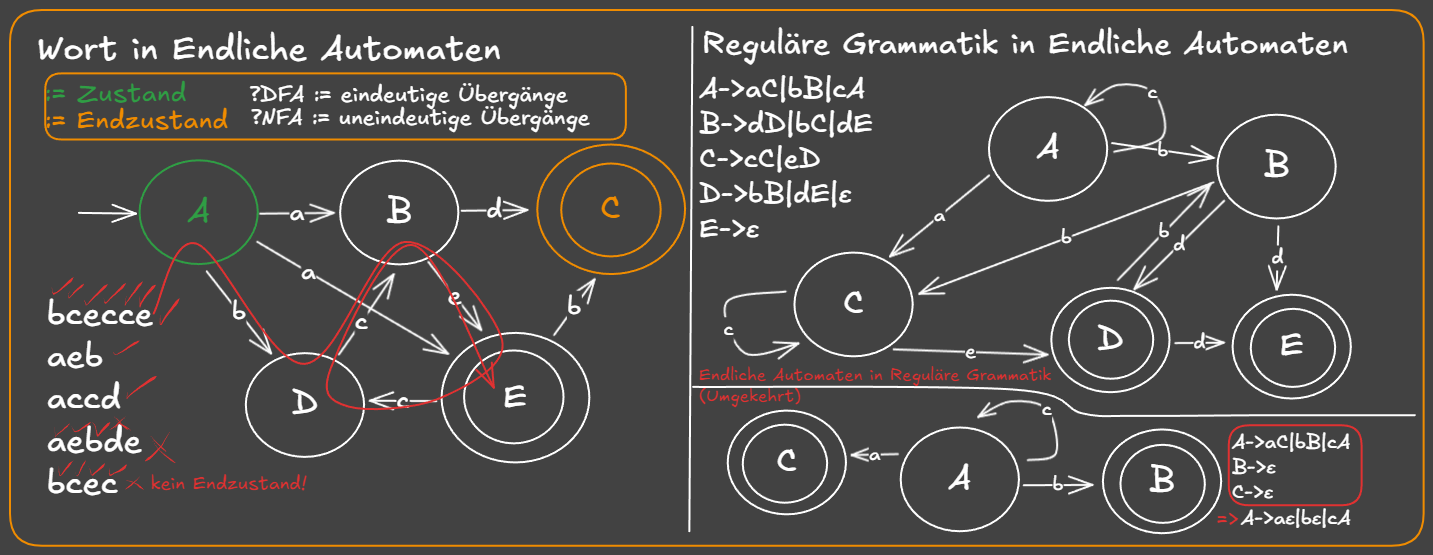 Wort in Endliche Automaten
:= Zustand
:= Endzustand
?DFA := eindeutige Übergänge
?NFA := uneindeutige Übergänge
A
a
B
d
C
a
b
c
e
b
D
c
E
bcecce
aeb
accd
aebde
bcec
kein Endzustand!
Reguläre Grammatik in Endliche Automaten
A->aC|bB|cA
B->dD|bC|dE
C->cC|eD
D->bB|dE|ε
E->ε
A
c
b
B
a
b
b
d
d
C
c
e
D
d
E
Endliche Automaten in Reguläre Grammatik
(Umgekehrt)
C
a
A
c
b
B
A->aC|bB|cA
B->ε
C->ε
=>A->aε|bε|cA